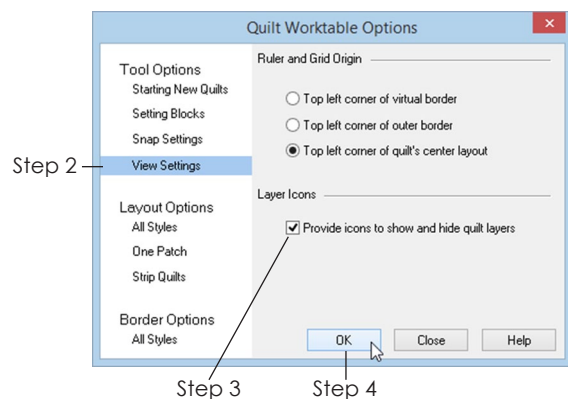 Quilt Worktable Options
Tool Options
Starting New Quilts
Setting Blocks
Snap Settings
Step 2
View Settings
Layout Options
All Styles
One Patch
Strip Quilts
Border Options
All Styles
Ruler and Grid Origin
Top left corner of virtual border
Top left corner of outer border
Top left corner of quilt's center layout
Layer Icons
Provide icons to show and hide quilt layers
OK
Close
Help
Step 3
Step 4